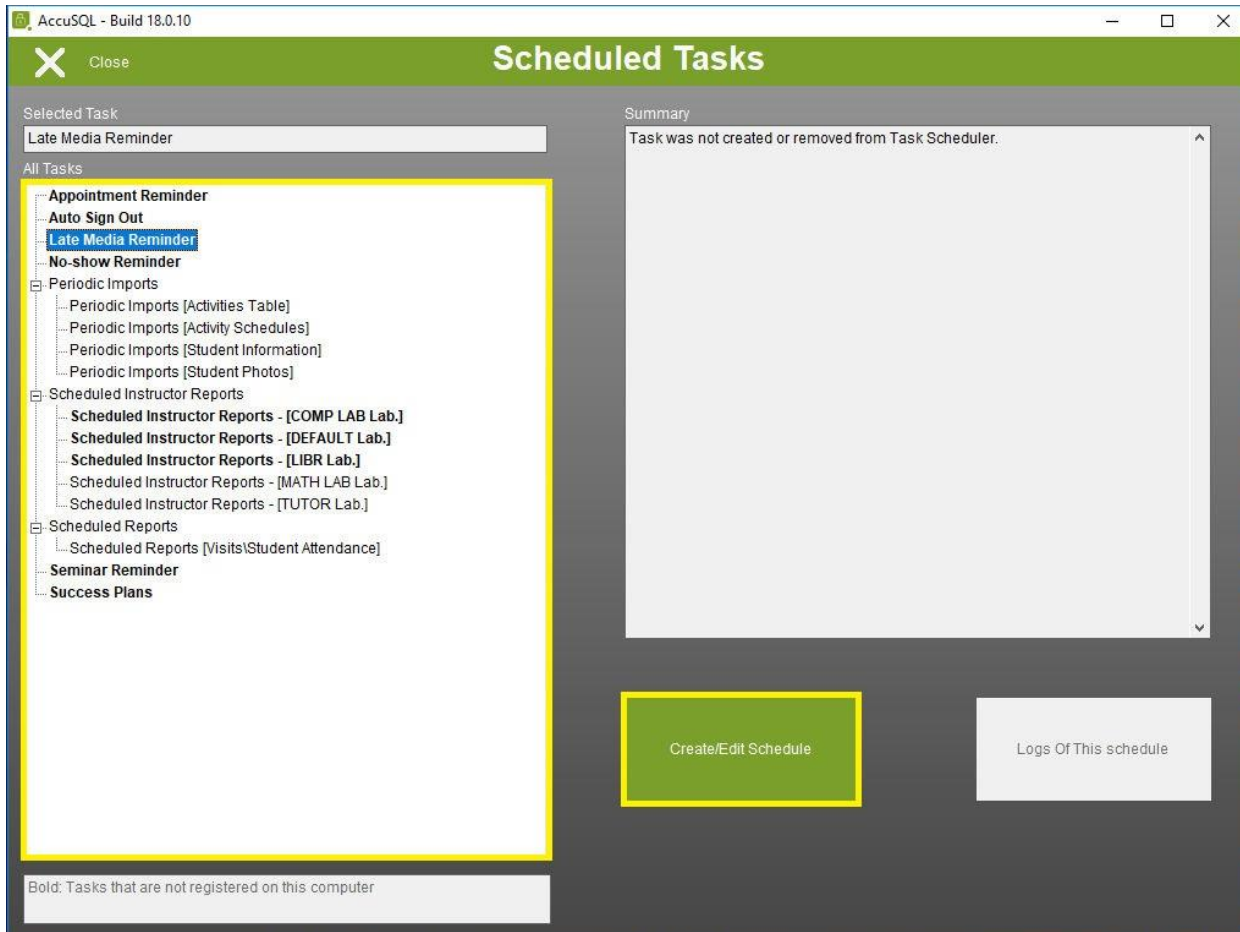 AccuSQL - Build 18.0.10
Close
Scheduled Tasks
Selected Task
Late Media Reminder
All Tasks
Appointment Reminder
Auto Sign Out
Late Media Reminder
No-show Reminder
Periodic Imports
Periodic Imports [Activities Table]
Periodic Imports [Activity Schedules]
Periodic Imports [Student Information]
Periodic Imports [Student Photos]
Scheduled Instructor Reports
Scheduled Instructor Reports - [COMP LAB Lab.]
Scheduled Instructor Reports - [DEFAULT Lab.]
Scheduled Instructor Reports - [LIBR Lab.]
Scheduled Instructor Reports - [MATH LAB Lab.]
Scheduled Instructor Reports - [TUTOR Lab.]
Scheduled Reports
Scheduled Reports [Visits\Student Attendance]
Seminar Reminder
Success Plans
Bold: Tasks that are not registered on this computer
Summary
Task was not created or removed from Task Scheduler.
Create/Edit Schedule
Logs Of This schedule